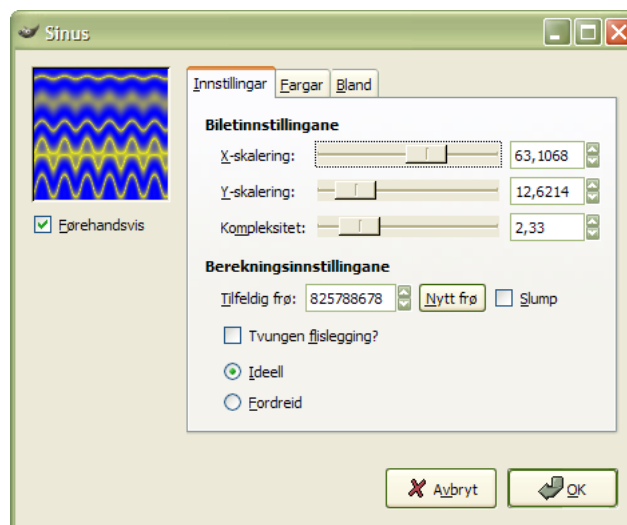 Sinus
Innstillingar Fargar Bland
Biletinnstillingane
X-skalering: 63,1068
Y-skalering: 12,6214
Kompleksitet: 2,33
Førehandsvis
Berekningsinnstillingane
Tilfeldig frø: 825788678 Nytt frø Slump
Tvungen flislegging?
Ideell
Fordreid
Avbryt OK